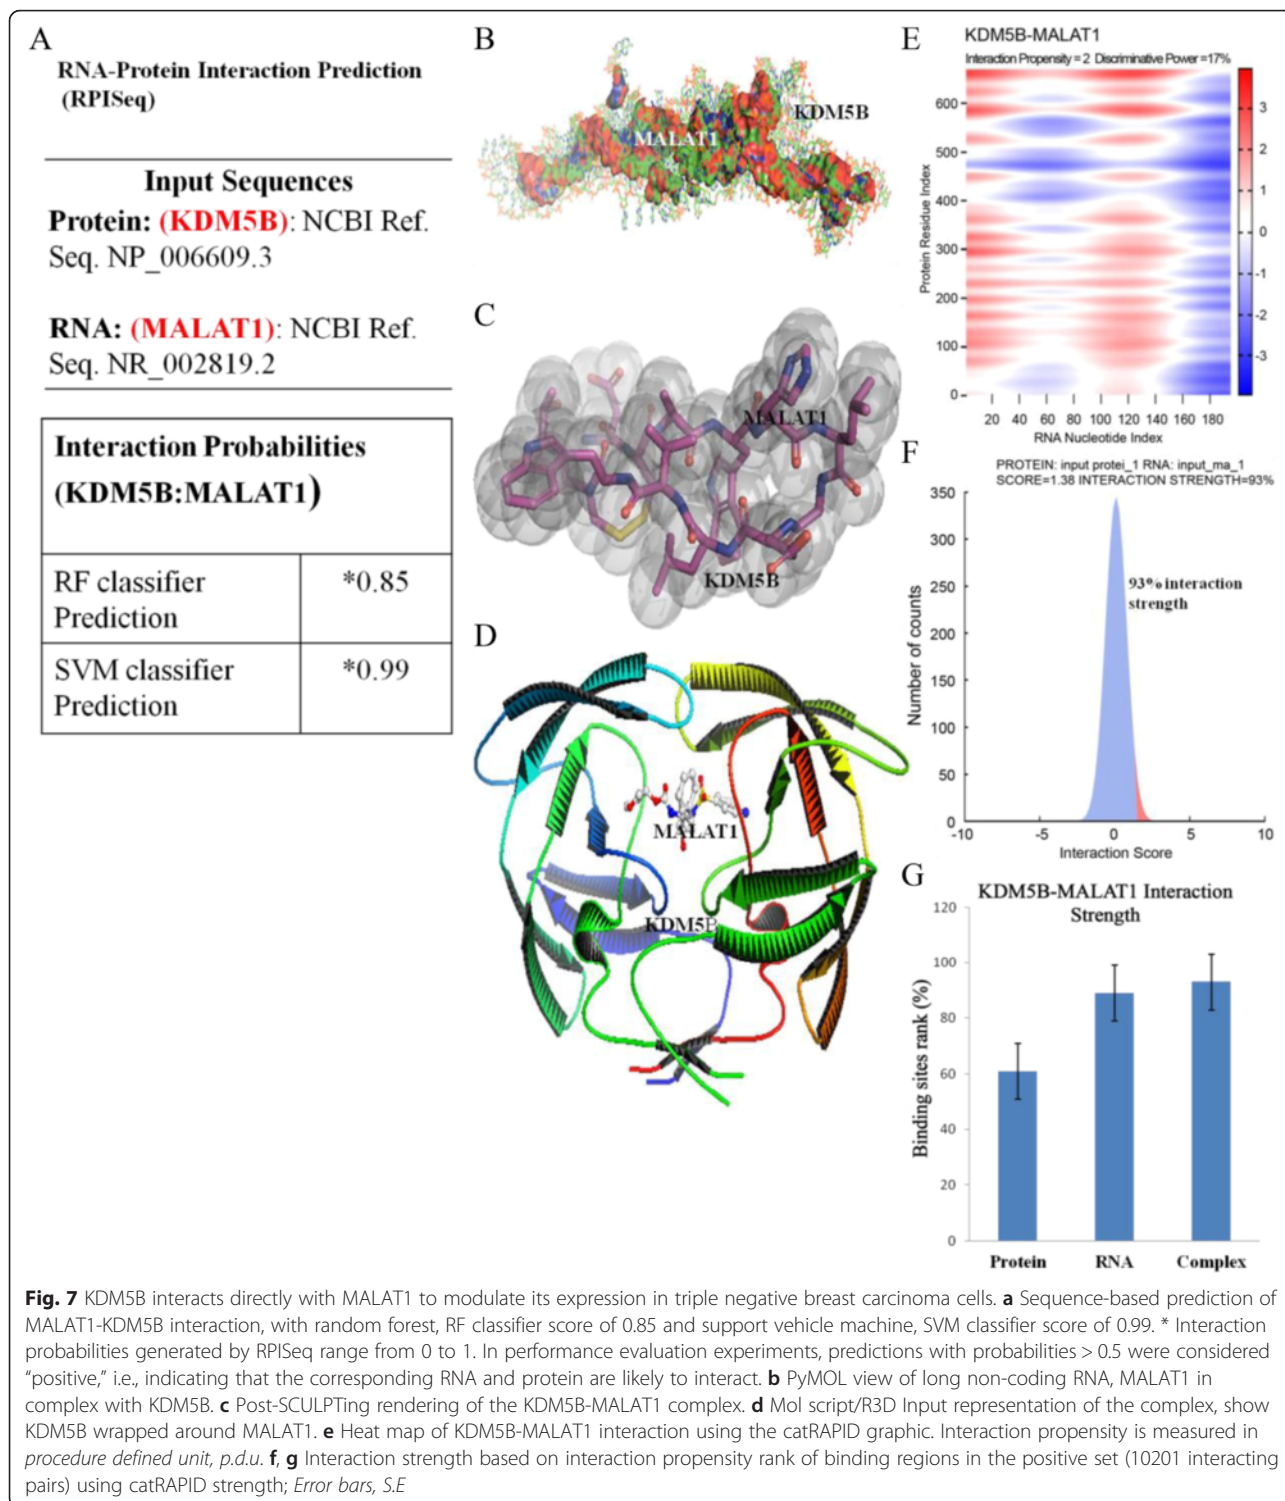 A
RNA-Protein Interaction Prediction
(RPISeq)
Input Sequences
Protein: (KDM5B): NCBI Ref.
Seq. NP_006609.3
RNA: (MALAT1): NCBI Ref.
Seq. NR_002819.2
Interaction Probabilities
(KDM5B:MALAT1)
RF classifier
Prediction
*0.85
SVM classifier
Prediction
*0.99
B
KDM5B
MALAT1
C
MALAT1
KDM5B
D
MALAT1
KDM5B
E
KDM5B-MALAT1
Interaction Propensity = 2 Discriminative Power =17%
Protein Residue Index
600
500
400
300
200
100
0
20 40 60 80 100 120 140 160 180
RNA Nucleotide Index
3
2
1
0
-1
-2
-3
F
PROTEIN: input protei_1 RNA: input_ma_1
SCORE=1.38 INTERACTION STRENGTH=93%
Number of counts
350
300
250
200
150
100
50
0
93% interaction
strength
-10 -5 0 5 10
Interaction Score
G
KDM5B-MALAT1 Interaction
Strength
Binding sites rank (%)
120
100
80
60
40
20
0
Protein RNA Complex
Fig. 7 KDM5B interacts directly with MALAT1 to modulate its expression in triple negative breast carcinoma cells. a Sequence-based prediction of
MALAT1-KDM5B interaction, with random forest, RF classifier score of 0.85 and support vehicle machine, SVM classifier score of 0.99. * Interaction
probabilities generated by RPISeq range from 0 to 1. In performance evaluation experiments, predictions with probabilities > 0.5 were considered
“positive,” i.e., indicating that the corresponding RNA and protein are likely to interact. b PyMOL view of long non-coding RNA, MALAT1 in
complex with KDM5B. c Post-SCULPTing rendering of the KDM5B-MALAT1 complex. d Mol script/R3D Input representation of the complex, show
KDM5B wrapped around MALAT1. e Heat map of KDM5B-MALAT1 interaction using the catRAPID graphic. Interaction propensity is measured in
procedure defined unit, p.d.u. f, g Interaction strength based on interaction propensity rank of binding regions in the positive set (10201 interacting
pairs) using catRAPID strength; Error bars, S.E